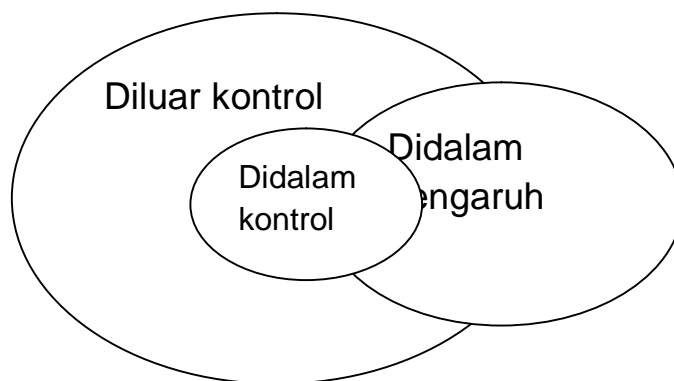 Diluar kontrol
Didalam
engaruh
Didalam
kontrol